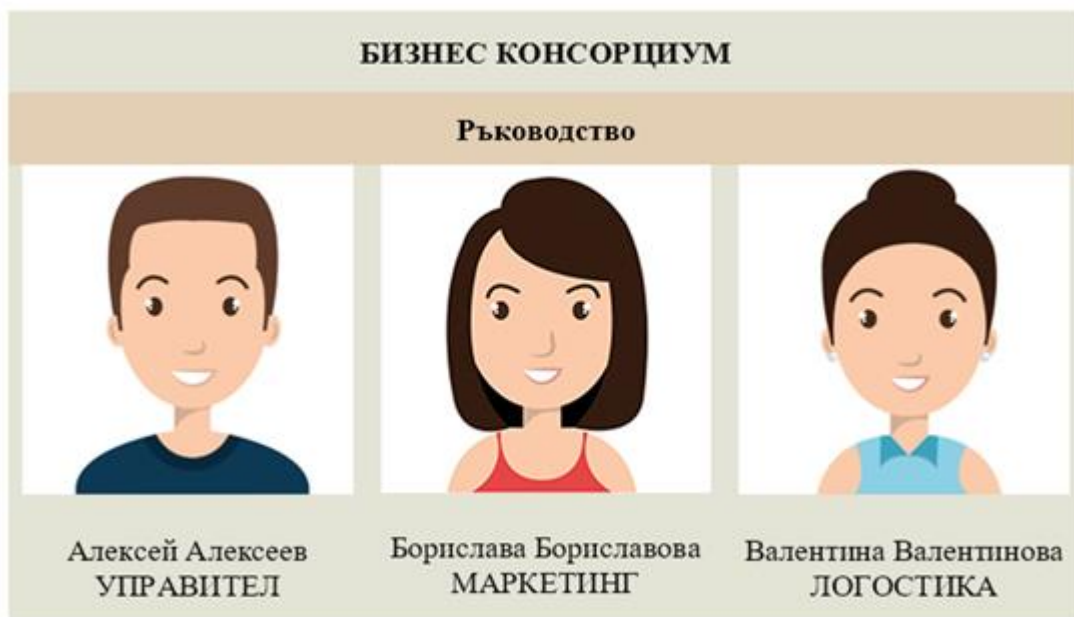 БИЗНЕС КОНСОРЦИУМ
Ръководство
Алексей Алексеев
УПРАВИТЕЛ
Борислава Бориславова
МАРКЕТИНГ
Валентина Валентинова
ЛОГОСТИКА